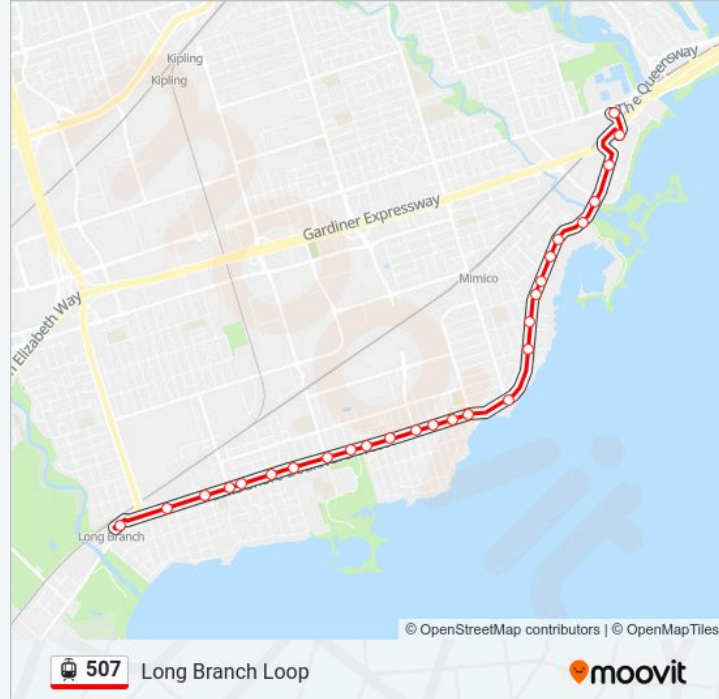 Kipling
Kipling
The Queensway
Gardiner Expressway
Mimico
n Elizabeth Way
Long Branch
© OpenStreetMap contributors | © OpenMapTiles
507 Long Branch Loop
moovit